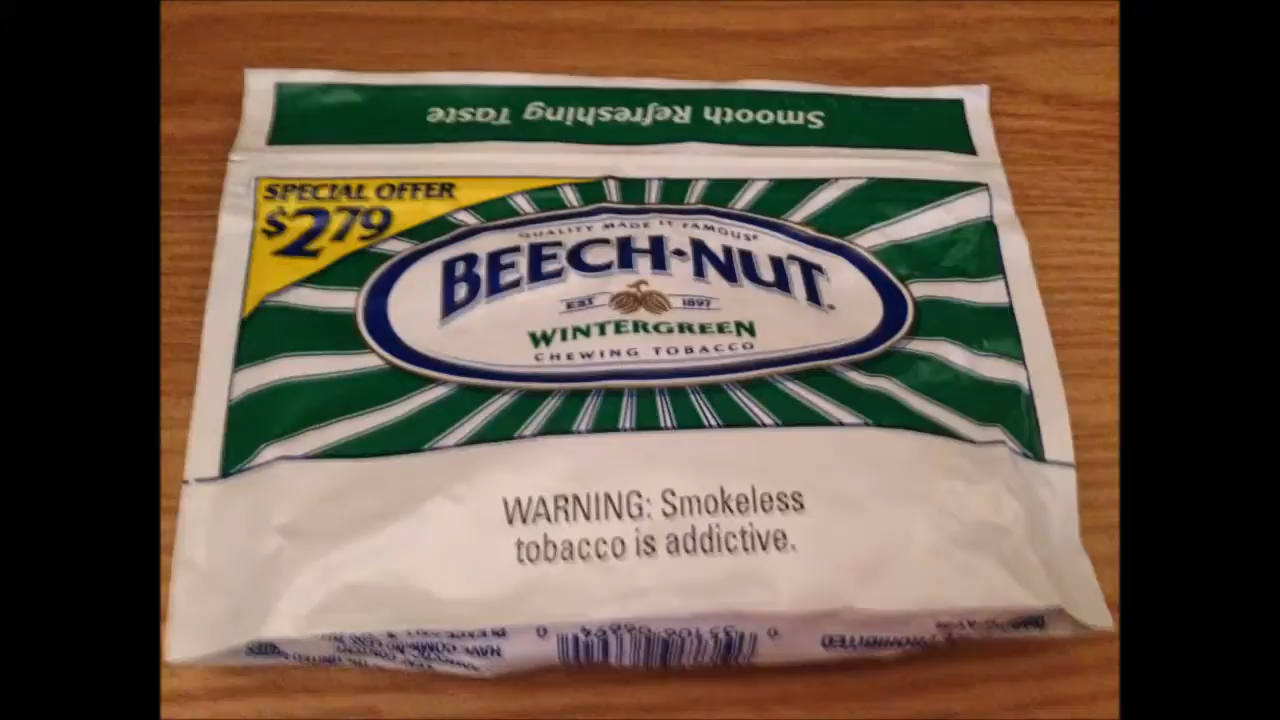 Smooth Refreshing Taste
SPECIAL OFFER
$2.79
QUALITY MADE IT FAMOUS®
BEECH·NUT®
EST 1897
WINTERGREEN
CHEWING TOBACCO
WARNING: Smokeless
tobacco is addictive.
PROHIBITED